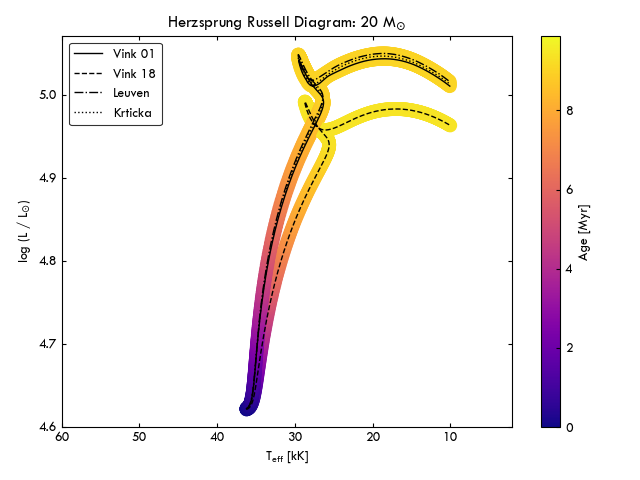 Herzsprung Russell Diagram: 20 M☉
Vink 01
Vink 18
Leuven
Krticka
log (L / L☉)
5.0
4.9
4.8
4.7
4.6
60
50
40
30
20
10
T_eff [kK]
8
6
4
2
0
Age [Myr]